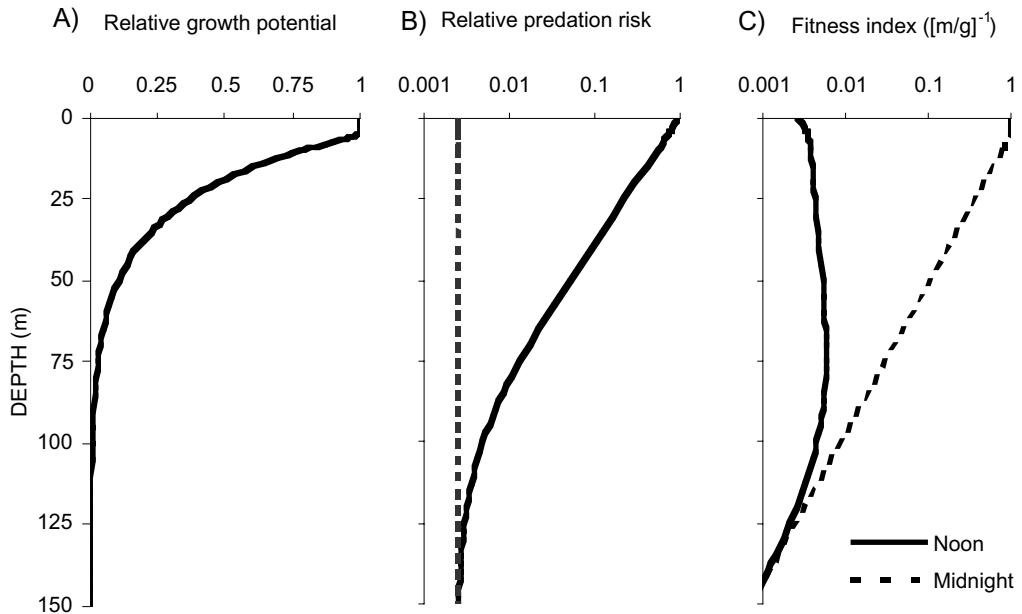 A) Relative growth potential
B) Relative predation risk
C) Fitness index ([m/g]-1)
0 0.25 0.5 0.75 1
0.001 0.01 0.1 1
0.001 0.01 0.1 1
DEPTH (m)
0
25
50
75
100
125
150
Noon
Midnight